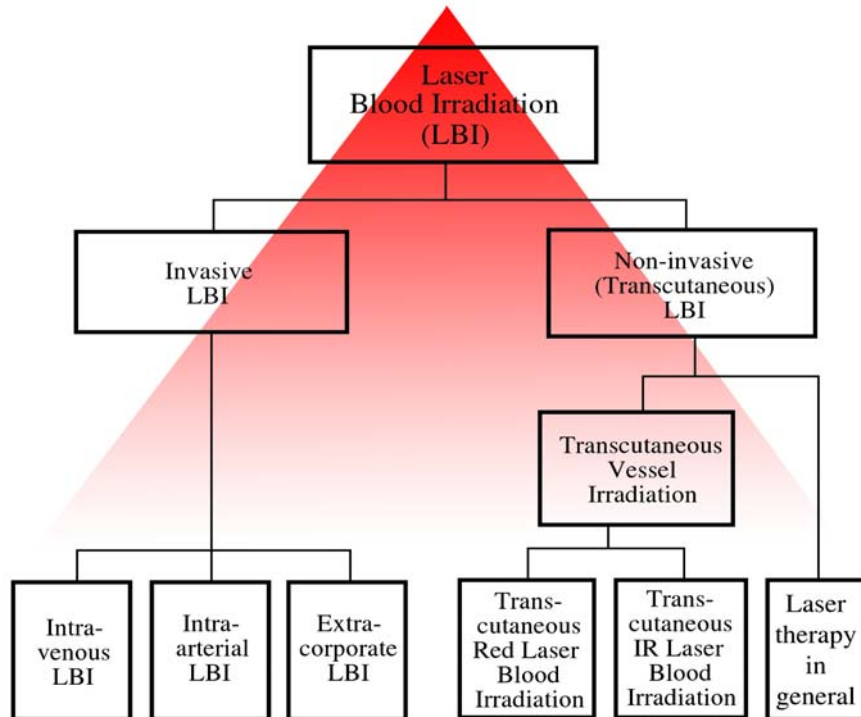 Laser
Blood Irradiation
(LBI)
Invasive
LBI
Non-invasive
(Transcutaneous)
LBI
Transcutaneous
Vessel
Irradiation
Intra-
venous
LBI
Intra-
arterial
LBI
Extra-
corporate
LBI
Trans-
cutaneous
Red Laser
Blood
Irradiation
Trans-
cutaneous
IR Laser
Blood
Irradiation
Laser
therapy
in
general